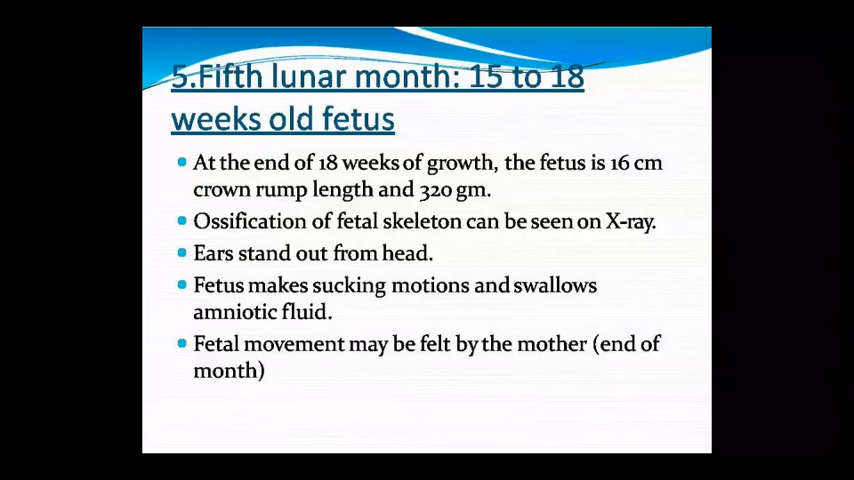 5.Fifth lunar month: 15 to 18
weeks old fetus
At the end of 18 weeks of growth, the fetus is 16 cm
crown rump length and 320 gm.
Ossification of fetal skeleton can be seen on X-ray.
Ears stand out from head.
Fetus makes sucking motions and swallows
amniotic fluid.
Fetal movement may be felt by the mother (end of
month)